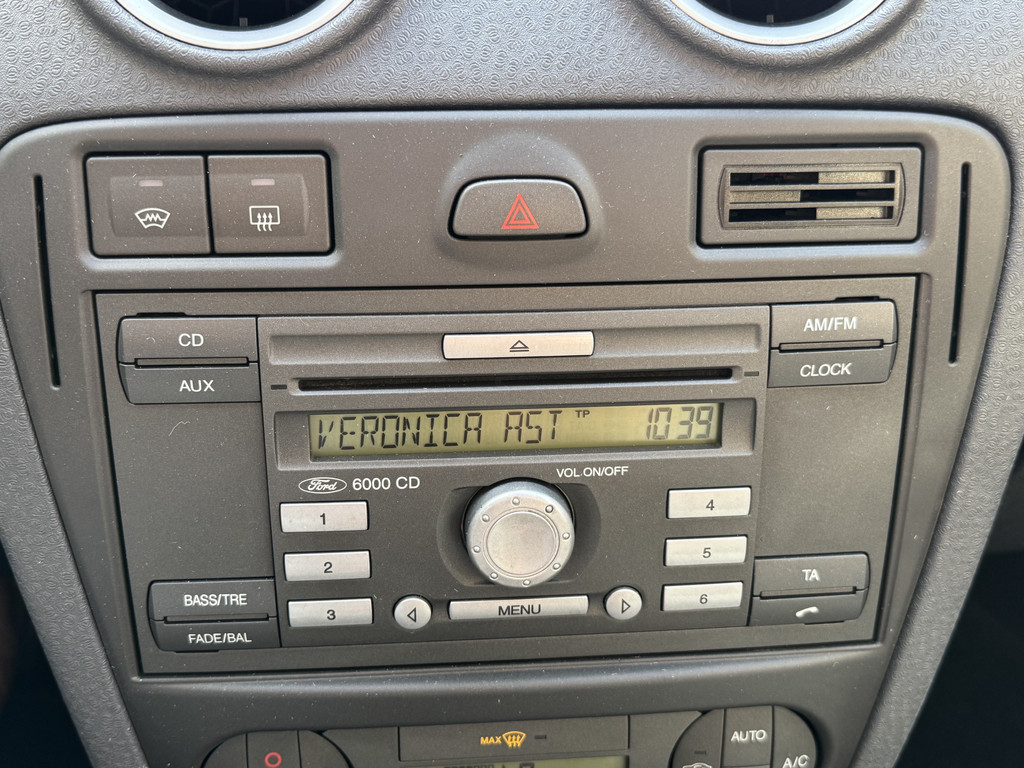 CD
AUX
AM/FM
CLOCK
VERONICA AST TP 1039
Ford 6000 CD
VOL.ON/OFF
1
2
3
4
5
6
MENU
BASS/TRE
FADE/BAL
TA
MAX
AUTO
A/C